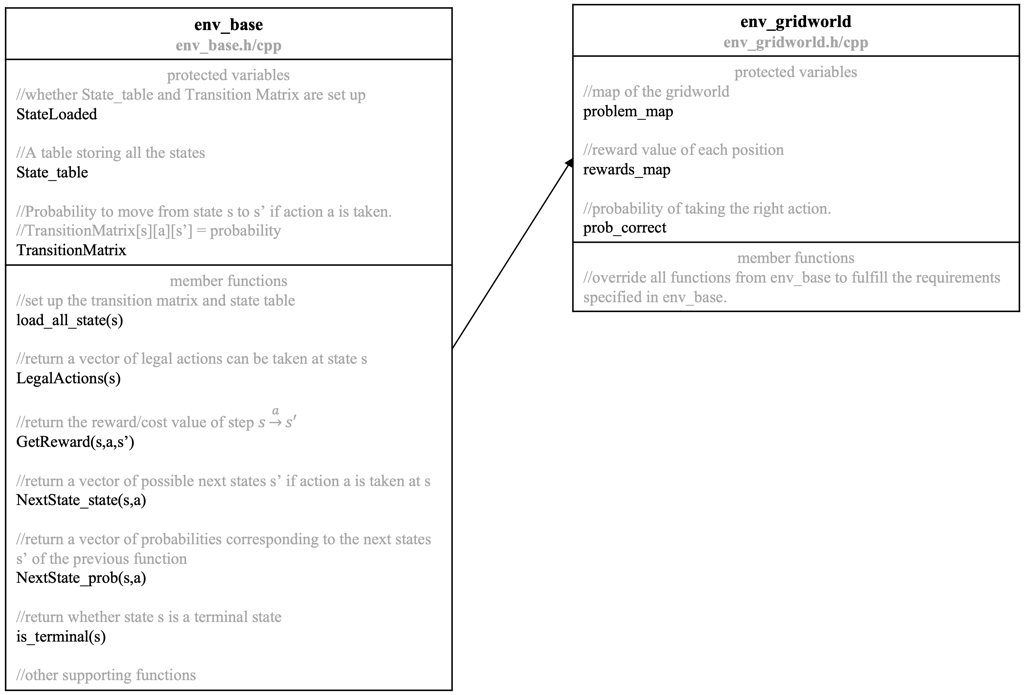 env_base
env_base.h/cpp
protected variables
//whether State_table and Transition Matrix are set up
StateLoaded
//A table storing all the states
State_table
//Probability to move from state s to s’ if action a is taken.
//TransitionMatrix[s][a][s’] = probability
TransitionMatrix
member functions
//set up the transition matrix and state table
load_all_state(s)
//return a vector of legal actions can be taken at state s
LegalActions(s)
//return the reward/cost value of step s →ᵃ s′
GetReward(s,a,s’)
//return a vector of possible next states s’ if action a is taken at s
NextState_state(s,a)
//return a vector of probabilities corresponding to the next states
s’ of the previous function
NextState_prob(s,a)
//return whether state s is a terminal state
is_terminal(s)
//other supporting functions
env_gridworld
env_gridworld.h/cpp
protected variables
//map of the gridworld
problem_map
//reward value of each position
rewards_map
//probability of taking the right action.
prob_correct
member functions
//override all functions from env_base to fulfill the requirements
specified in env_base.